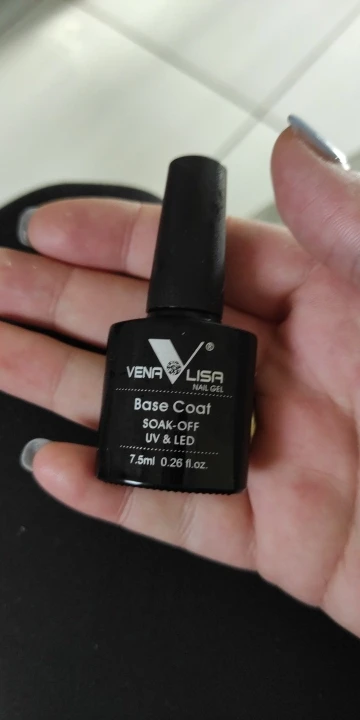 VENA LISA®
NAIL GEL
Base Coat
SOAK-OFF
UV & LED
7.5ml 0.26 fl.oz.